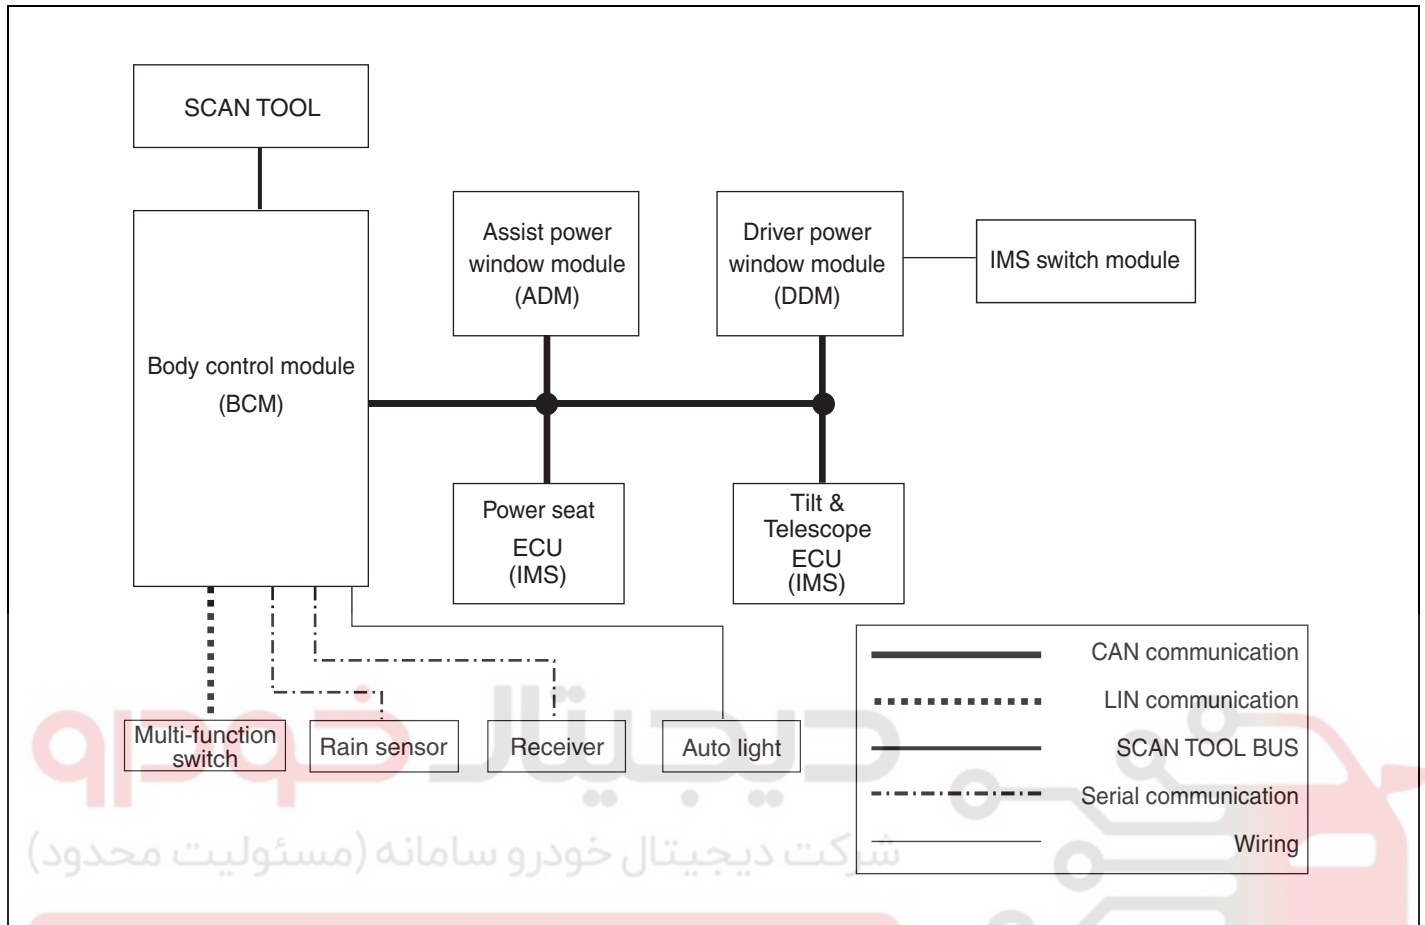 SCAN TOOL
Assist power
window module
(ADM)
Driver power
window module
(DDM)
IMS switch module
Body control module
(BCM)
Power seat
ECU
(IMS)
Tilt &
Telescope
ECU
(IMS)
CAN communication
LIN communication
SCAN TOOL BUS
Serial communication
Wiring
Multi-function
switch
Rain sensor
Receiver
Auto light
دیجیتال خودرو
شرکت دیجیتال خودرو سامانه (مسئولیت محدود)